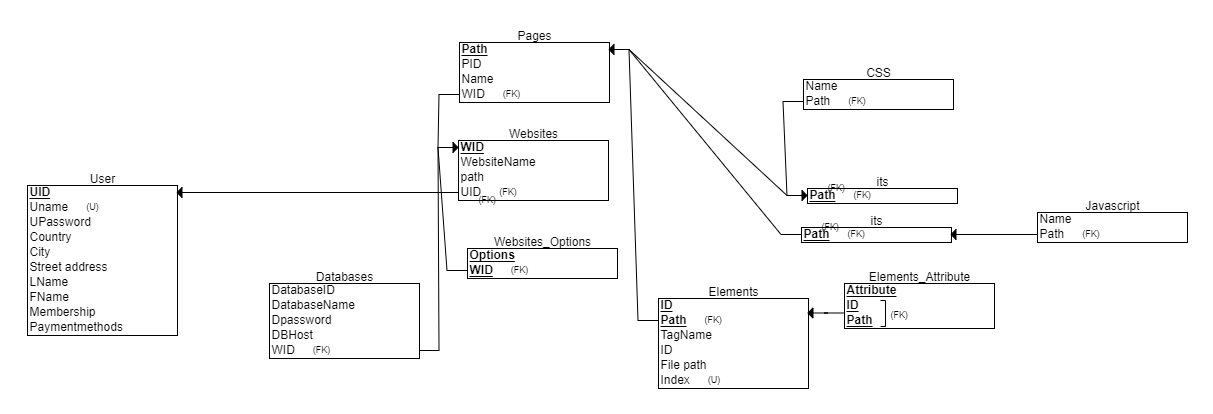 Pages
Path
PID
Name
WID (FK)
CSS
Name
Path (FK)
Websites
WID
WebsiteName
path
UID (FK)
(FK)
User
UID
Uname (U)
UPassword
Country
City
Street address
LName
FName
Membership
Paymentmethods
its
(FK)
Path (FK)
its
(FK)
Path (FK)
Javascript
Name
Path (FK)
Websites_Options
Options
WID (FK)
Databases
DatabaseID
DatabaseName
Dpassword
DBHost
WID (FK)
Elements
ID
Path (FK)
TagName
ID
File path
Index (U)
Elements_Attribute
Attribute
ID
(FK)
Path